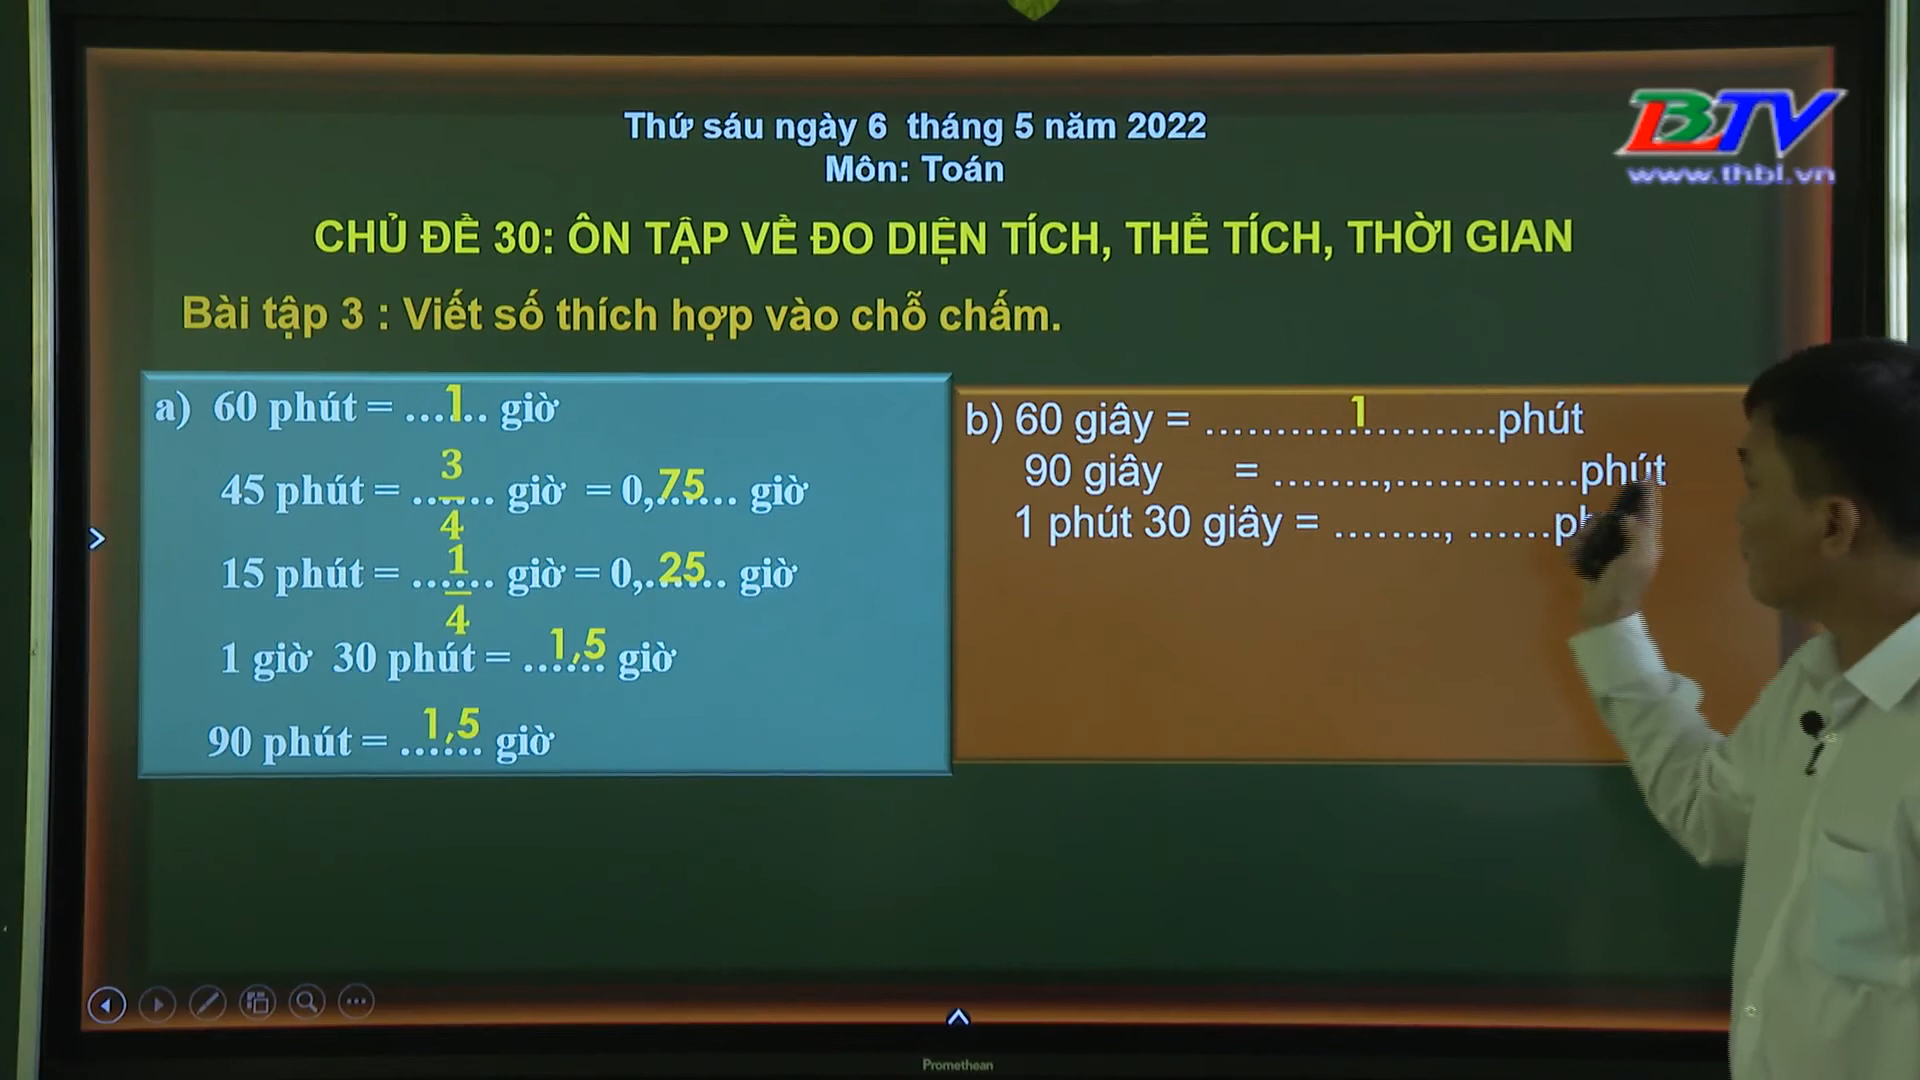 BTV
www.thbl.vn
Thứ sáu ngày 6 tháng 5 năm 2022
Môn: Toán
CHỦ ĐỀ 30: ÔN TẬP VỀ ĐO DIỆN TÍCH, THỂ TÍCH, THỜI GIAN
Bài tập 3 : Viết số thích hợp vào chỗ chấm.
a) 60 phút = ...1... giờ
45 phút = ...3/4... giờ = 0,75...... giờ
15 phút = ...1/4... giờ = 0,.25..... giờ
1 giờ 30 phút = ...1,5... giờ
90 phút = ...1,5... giờ
b) 60 giây = ...........1...........phút
90 giây = ........,.............phút
1 phút 30 giây = ........, ......
Promethean